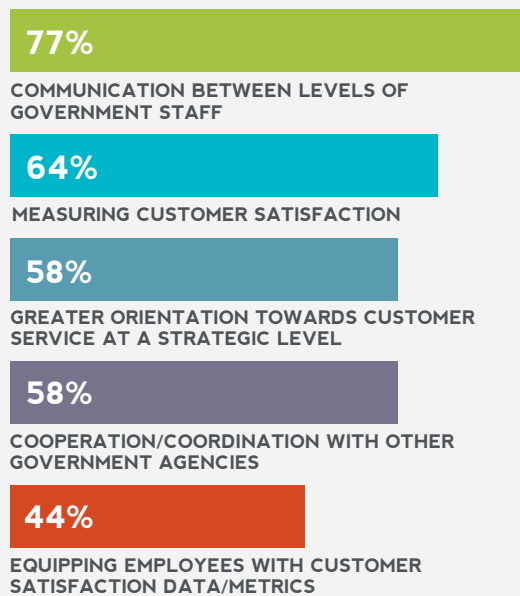 77%
COMMUNICATION BETWEEN LEVELS OF
GOVERNMENT STAFF
64%
MEASURING CUSTOMER SATISFACTION
58%
GREATER ORIENTATION TOWARDS CUSTOMER
SERVICE AT A STRATEGIC LEVEL
58%
COOPERATION/COORDINATION WITH OTHER
GOVERNMENT AGENCIES
44%
EQUIPPING EMPLOYEES WITH CUSTOMER
SATISFACTION DATA/METRICS